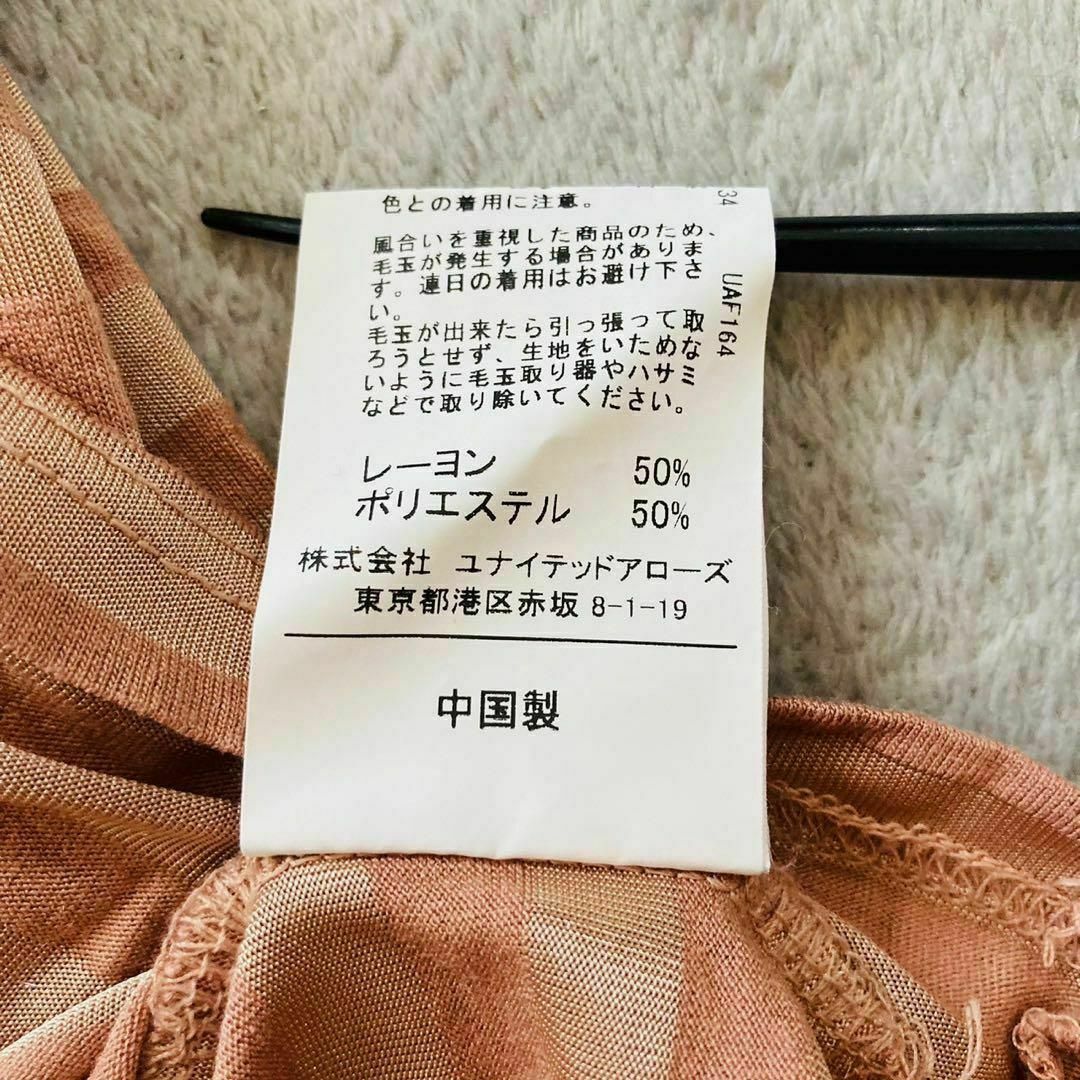 色との着用に注意。
風合いを重視した商品のため、
毛玉が発生する場合がありま
す。連日の着用はお避け下さ
い。
毛玉が出来たら引っ張って取
ろうとせず、生地をいためな
いように毛玉取り器やハサミ
などで取り除いてください。
レーヨン 50%
ポリエステル 50%
株式会社 ユナイテッドアローズ
東京都港区赤坂 8-1-19
中国製
34 UAF164